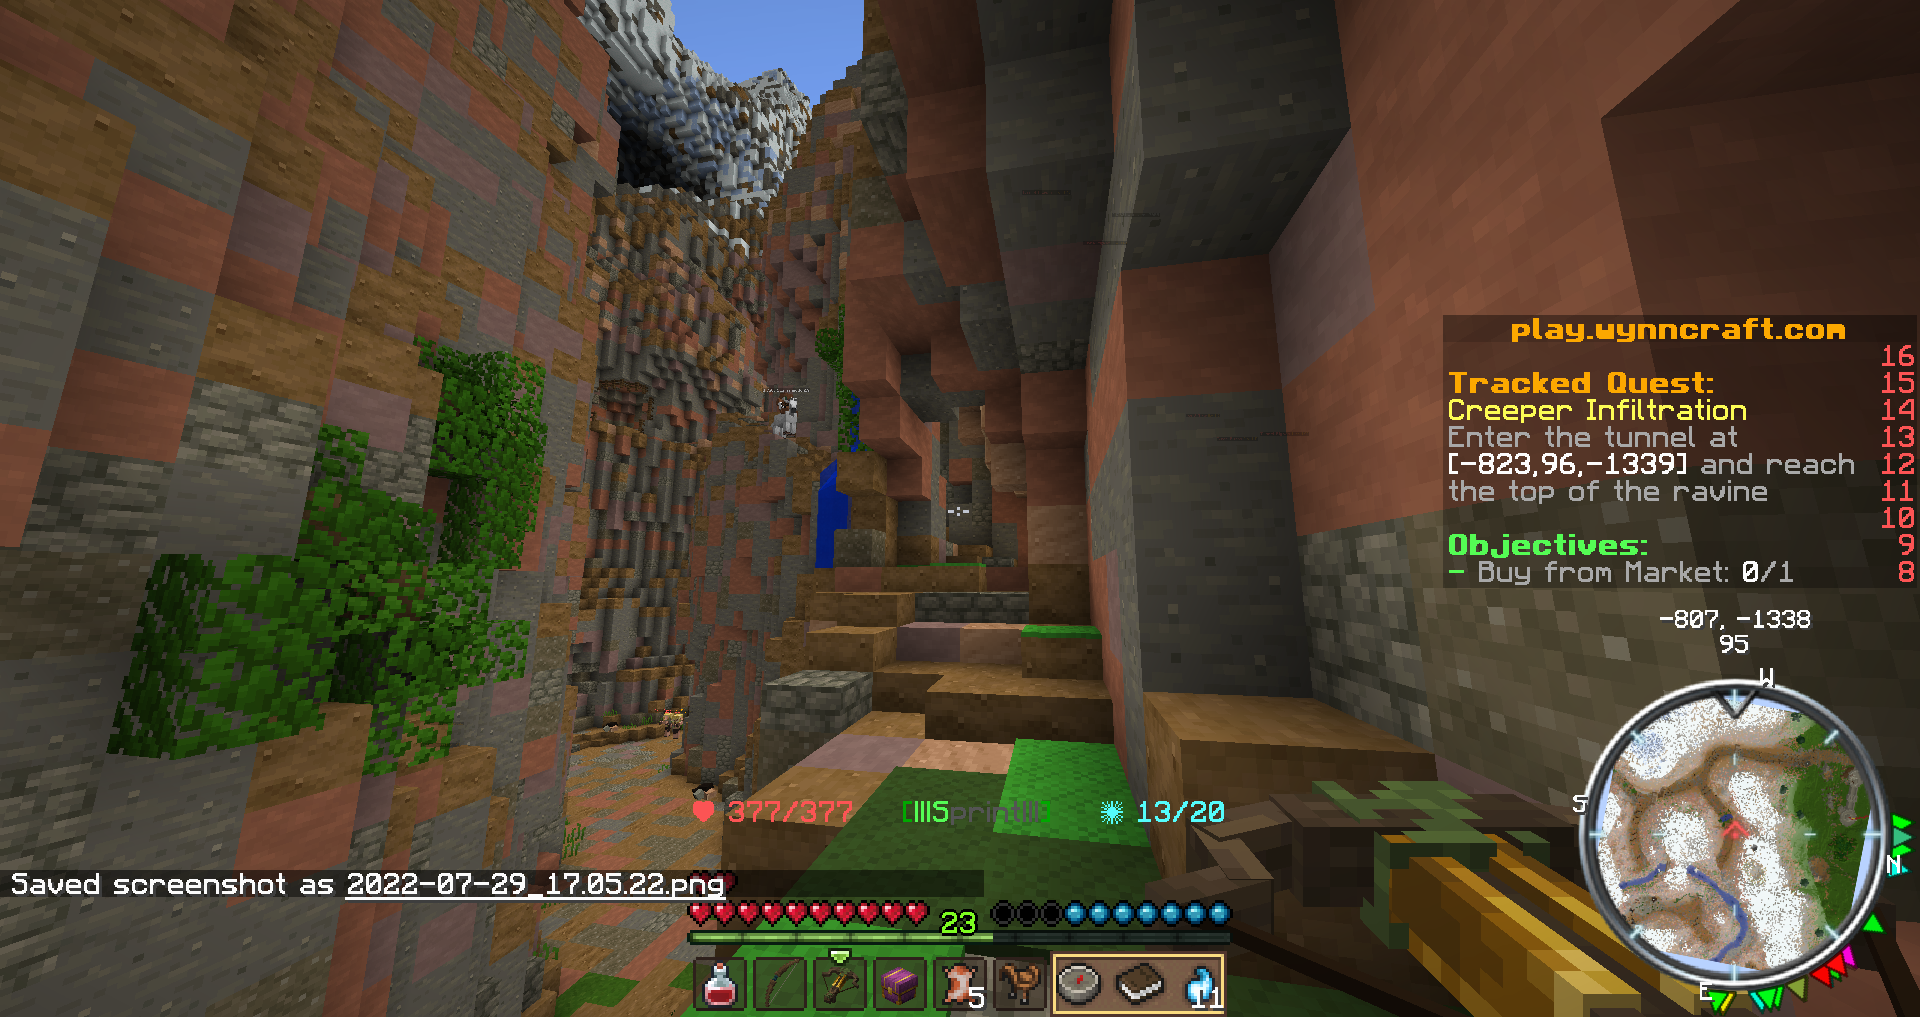 play.wynncraft.com
16
Tracked Quest: 15
Creeper Infiltration 14
Enter the tunnel at 13
[-823,96,-1339] and reach 12
the top of the ravine 11
10
Objectives: 9
- Buy from Market: 0/1 8
-807, -1338
95
W
S
N
E
377/377 [|||Sprint|||] 13/20
Saved screenshot as 2022-07-29_17.05.22.png
23
5
11